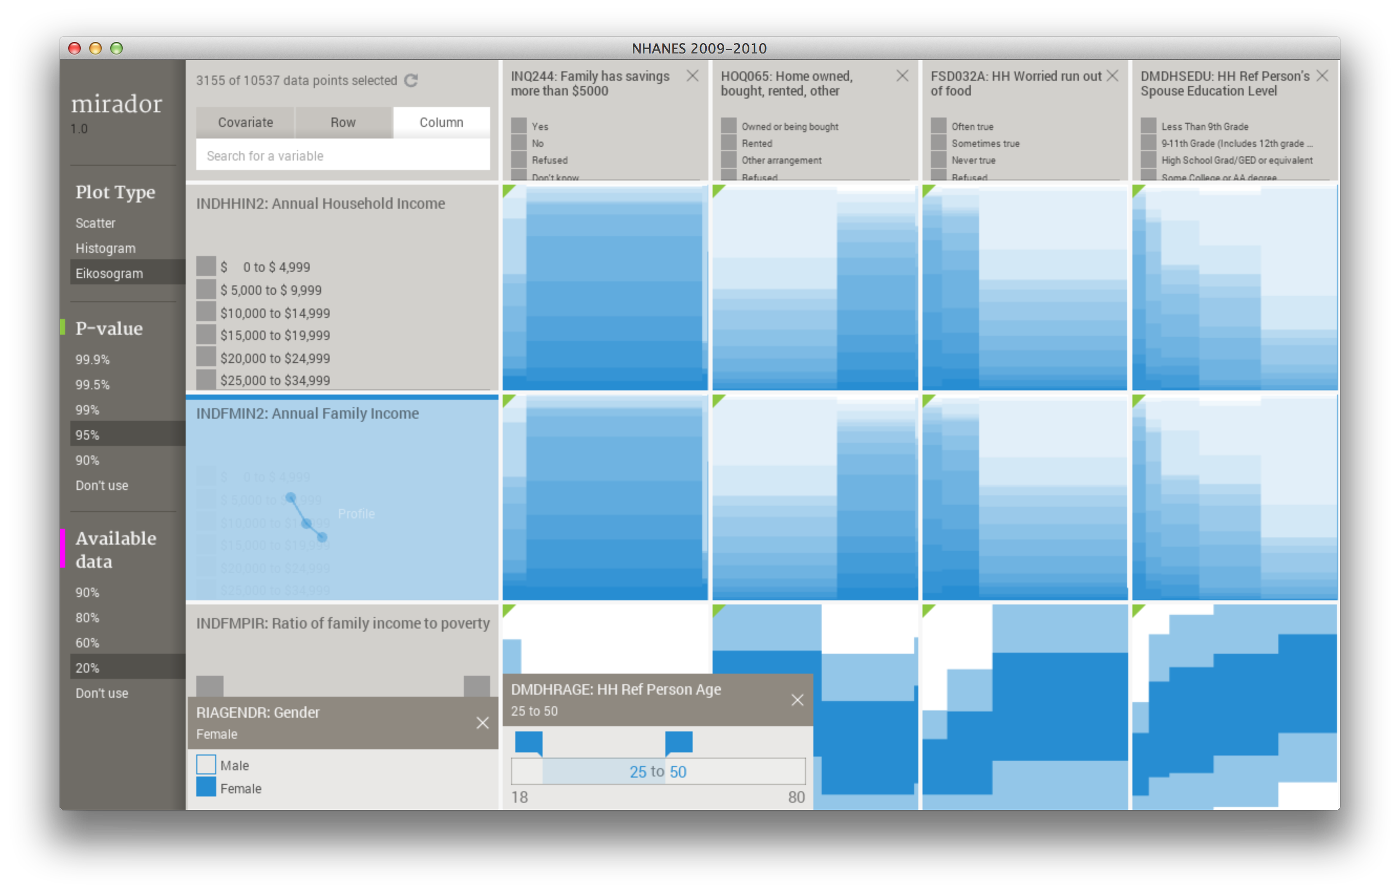 NHANES 2009-2010
mirador
1.0
Plot Type
Scatter
Histogram
Eikosogram
P-value
99.9%
99.5%
99%
95%
90%
Don't use
Available
data
90%
80%
60%
20%
Don't use
3155 of 10537 data points selected
Covariate Row Column
Search for a variable
INQ244: Family has savings
more than $5000
Yes
No
Refused
Don't know
HOQ065: Home owned,
bought, rented, other
Owned or being bought
Rented
Other arrangement
Refused
FSD032A: HH Worried run out
of food
Often true
Sometimes true
Never true
Refused
DMDHSEDU: HH Ref Person's
Spouse Education Level
Less Than 9th Grade
9-11th Grade (Includes 12th grade ...
High School Grad/GED or equivalent
Some College or AA degree
INDHHIN2: Annual Household Income
$ 0 to $ 4,999
$ 5,000 to $ 9,999
$10,000 to $14,999
$15,000 to $19,999
$20,000 to $24,999
$25,000 to $34,999
INDFMIN2: Annual Family Income
$ 0 to $ 4,999
$ 5,000 to $ 9,999
Profile
$10,000 to $14,999
$15,000 to $19,999
$20,000 to $24,999
$25,000 to $34,999
INDFMPIR: Ratio of family income to poverty
RIAGENDR: Gender
Female
Male
Female
DMDHRAGE: HH Ref Person Age
25 to 50
25 to 50
18 80